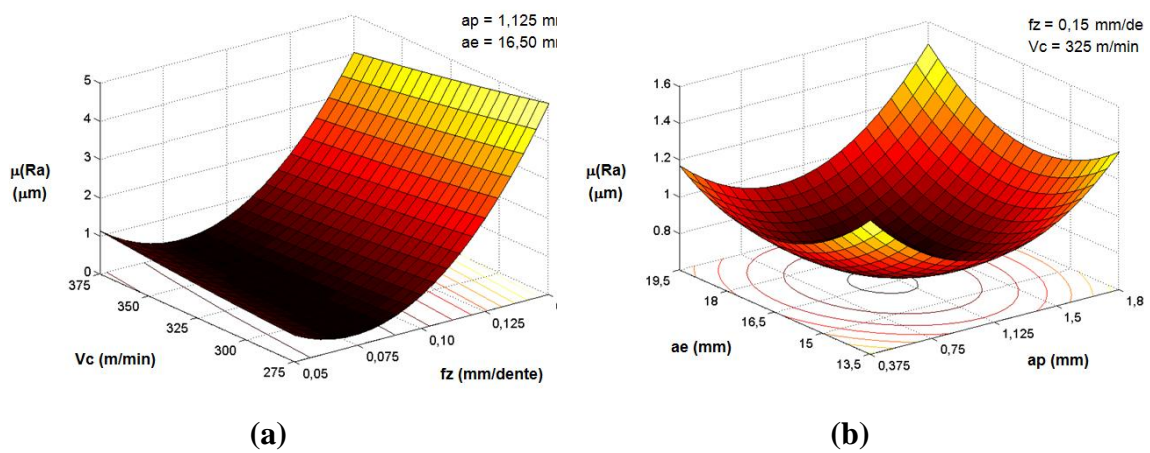 ap = 1,125 m
ae = 16,50 mm
5
4
3
2
1
0
μ(Ra)
(μm)
375
350
325
300
275
Vc (m/min)
0,05
0,075
0,10
0,125
fz (mm/dente)
(a)
fz = 0,15 mm/de
Vc = 325 m/min
1.6
1.4
1.2
1
0.8
μ(Ra)
(μm)
19,5
18
16,5
15
13,5
ae (mm)
0,375
0,75
1,125
1,5
1,8
ap (mm)
(b)